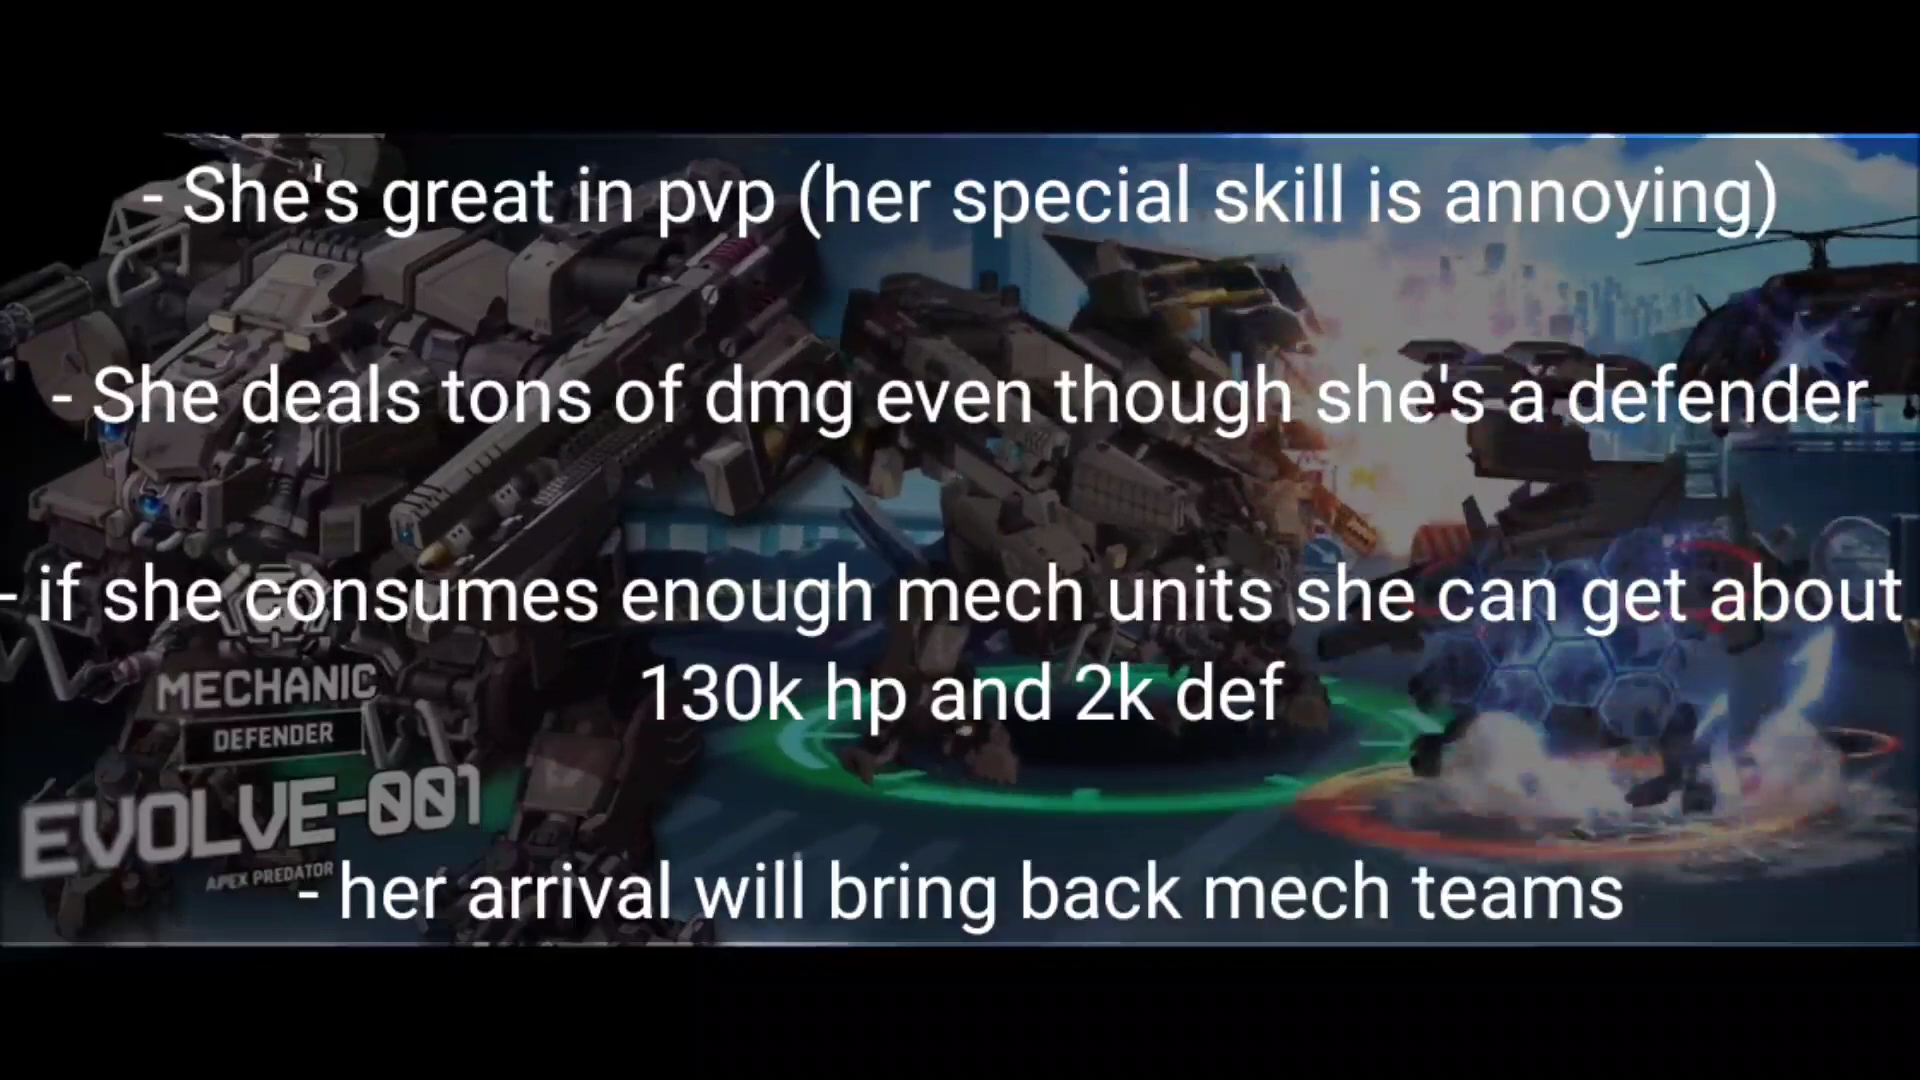 - She's great in pvp (her special skill is annoying)
- She deals tons of dmg even though she's a defender -
- if she consumes enough mech units she can get about
130k hp and 2k def
MECHANIC
DEFENDER
EVOLVE-001
APEX PREDATOR
- her arrival will bring back mech teams